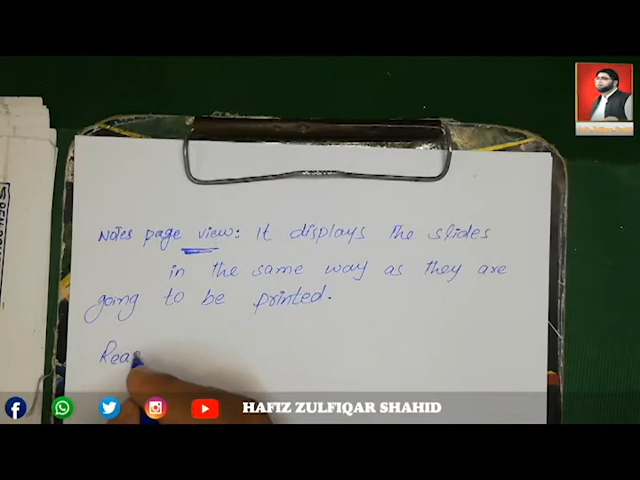 Notes page view: It displays the slides
in the same way as they are
going to be printed.
Rea
HAFIZ ZULFIQAR SHAHID